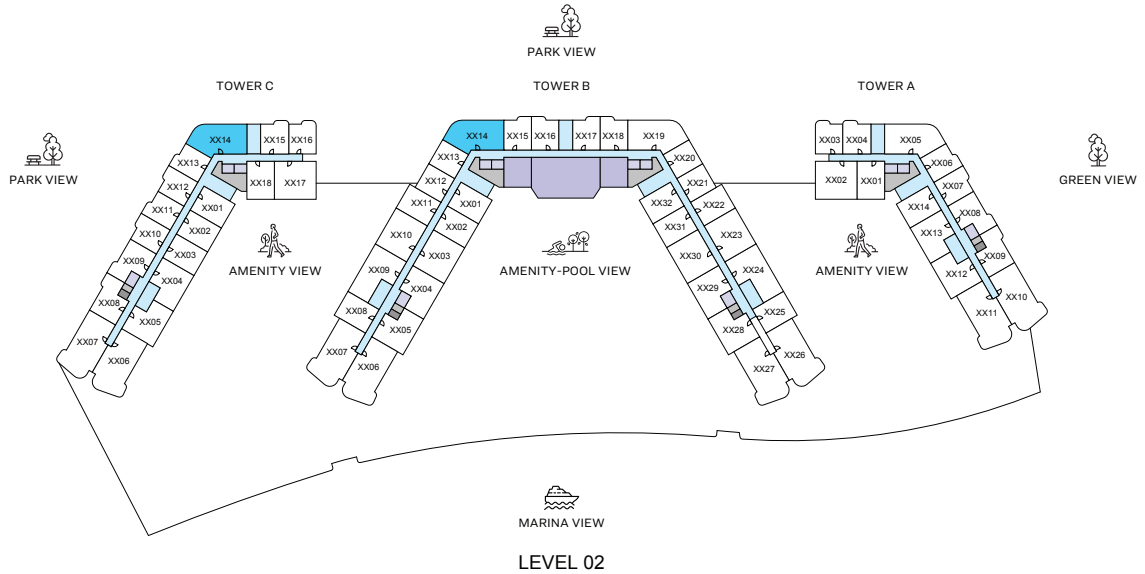 PARK VIEW
TOWER C
TOWER B
TOWER A
PARK VIEW
GREEN VIEW
XX14
XX15
XX16
XX13
XX18
XX17
XX12
XX01
XX11
XX02
XX10
XX03
XX09
XX04
XX08
XX05
XX07
XX06
AMENITY VIEW
XX14
XX15
XX16
XX17
XX18
XX19
XX13
XX20
XX12
XX21
XX11
XX01
XX32
XX22
XX02
XX31
XX23
XX10
XX03
XX30
XX24
XX09
XX04
XX29
XX25
XX08
XX05
XX28
XX26
XX07
XX06
XX27
AMENITY-POOL VIEW
XX03
XX04
XX05
XX02
XX01
XX06
XX07
XX14
XX08
XX13
XX09
XX12
XX10
XX11
AMENITY VIEW
MARINA VIEW
LEVEL 02